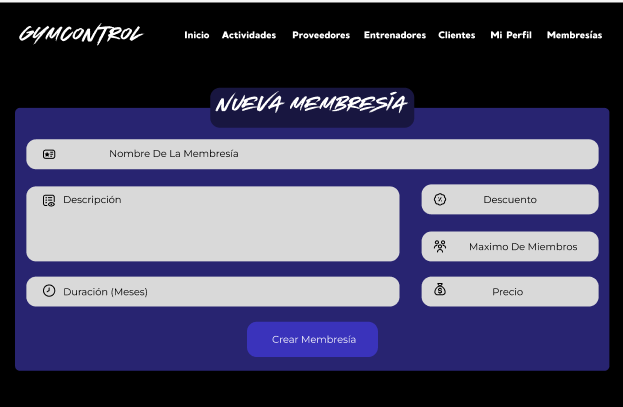 GYMCONTROL
Inicio Actividades Proveedores Entrenadores Clientes Mi Perfil Membresías
NUEVA MEMBRESÍA
Nombre De La Membresía
Descripción
Descuento
Maximo De Miembros
Duración (Meses)
Precio
Crear Membresía